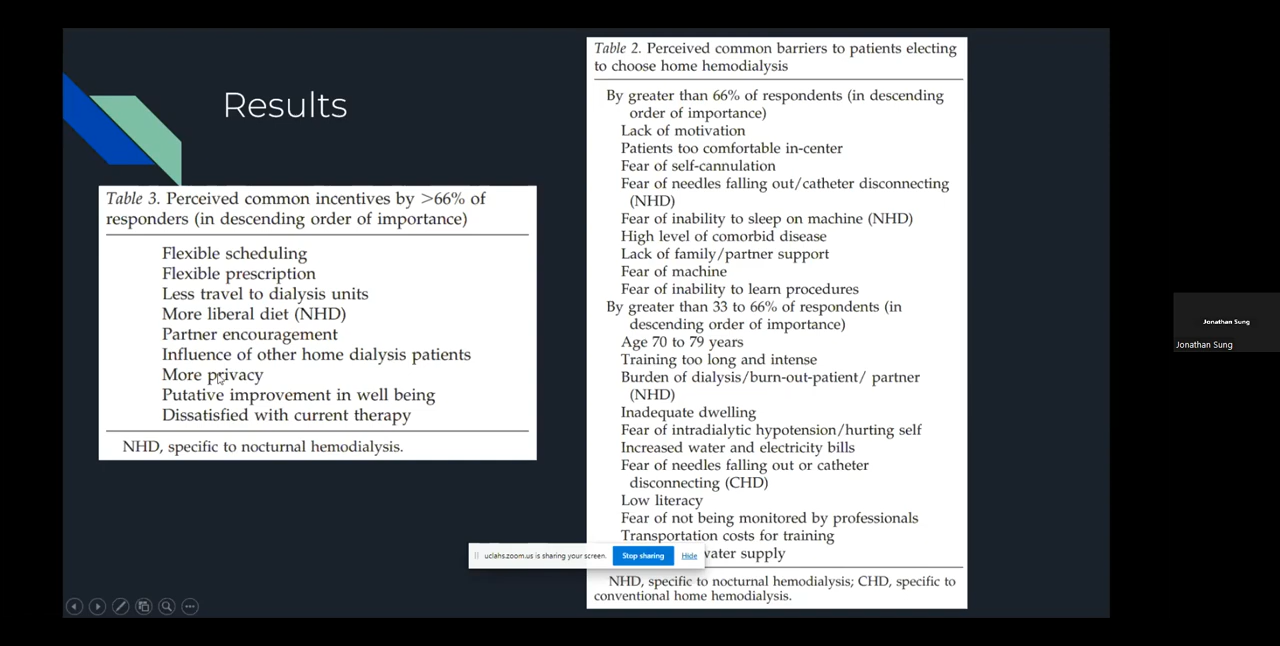 Results
Table 3. Perceived common incentives by >66% of
responders (in descending order of importance)
Flexible scheduling
Flexible prescription
Less travel to dialysis units
More liberal diet (NHD)
Partner encouragement
Influence of other home dialysis patients
More privacy
Putative improvement in well being
Dissatisfied with current therapy
NHD, specific to nocturnal hemodialysis.
Table 2. Perceived common barriers to patients electing
to choose home hemodialysis
By greater than 66% of respondents (in descending
order of importance)
Lack of motivation
Patients too comfortable in-center
Fear of self-cannulation
Fear of needles falling out/catheter disconnecting
(NHD)
Fear of inability to sleep on machine (NHD)
High level of comorbid disease
Lack of family/partner support
Fear of machine
Fear of inability to learn procedures
By greater than 33 to 66% of respondents (in
descending order of importance)
Age 70 to 79 years
Training too long and intense
Burden of dialysis/burn-out-patient/ partner
(NHD)
Inadequate dwelling
Fear of intradialytic hypotension/hurting self
Increased water and electricity bills
Fear of needles falling out or catheter
disconnecting (CHD)
Low literacy
Fear of not being monitored by professionals
Transportation costs for training
water supply
NHD, specific to nocturnal hemodialysis; CHD, specific to
conventional home hemodialysis.
uclahs.zoom.us is sharing your screen.
Stop sharing
Hide
Jonathan Sung
Jonathan Sung